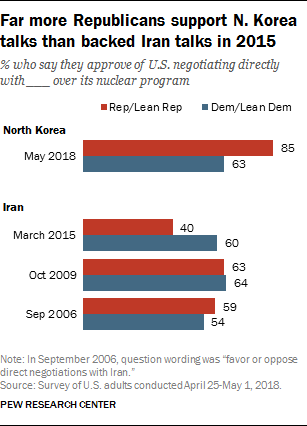 Far more Republicans support N. Korea
talks than backed Iran talks in 2015
% who say they approve of U.S. negotiating directly
with ____ over its nuclear program
Rep/Lean Rep Dem/Lean Dem
North Korea
May 2018 85
63
Iran
March 2015 40
60
Oct 2009 63
64
Sep 2006 59
54
Note: In September 2006, question wording was “favor or oppose
direct negotiations with Iran.”
Source: Survey of U.S. adults conducted April 25-May 1, 2018.
PEW RESEARCH CENTER